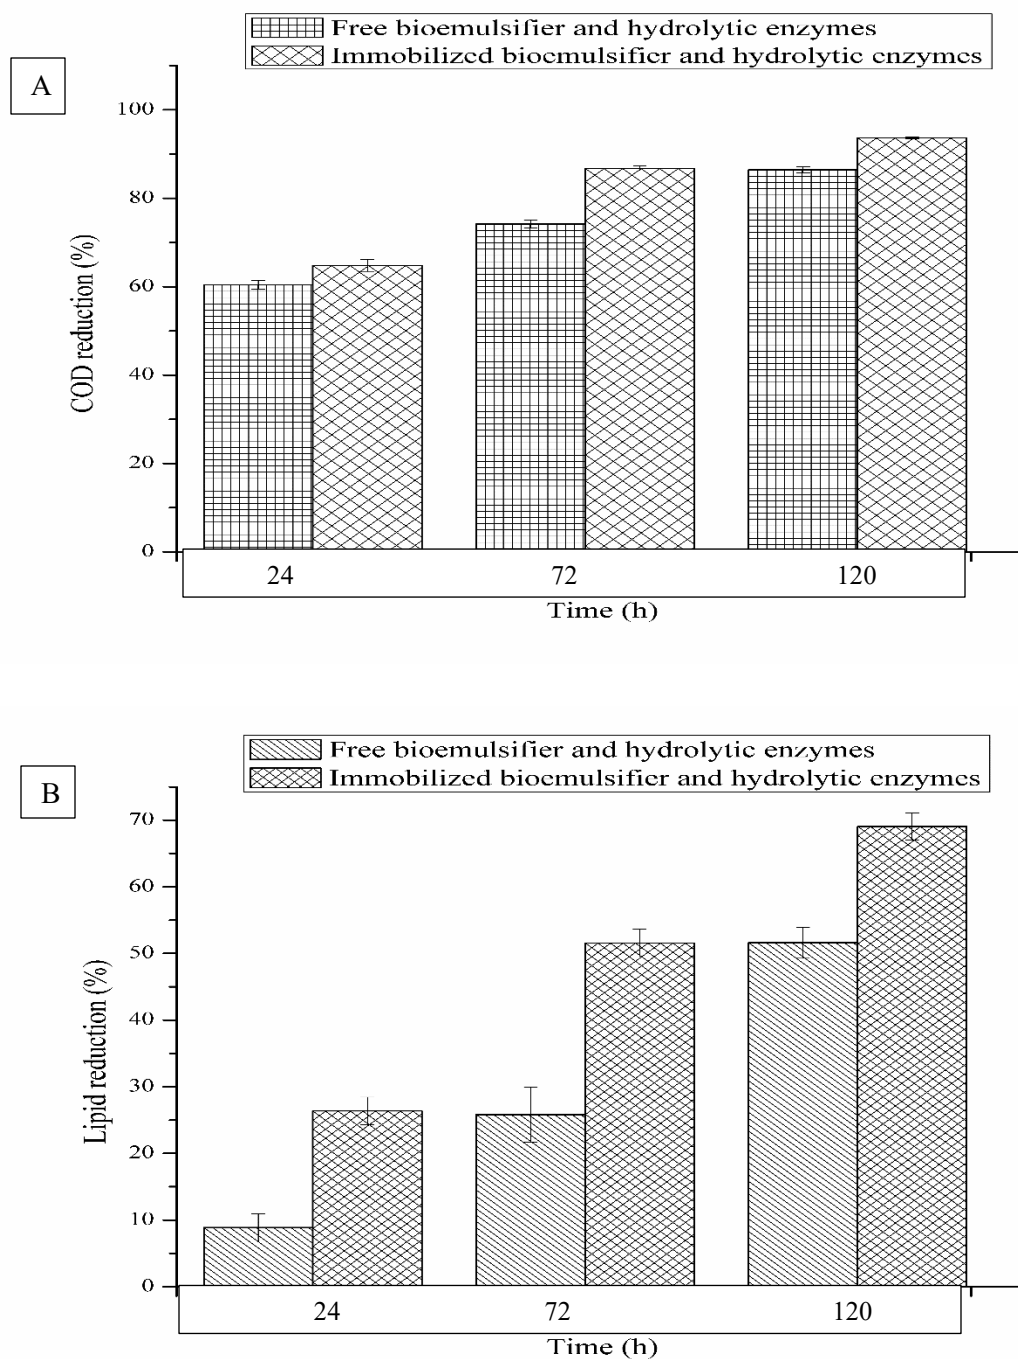 Free bioemulsifier and hydrolytic enzymes
Immobilized bioemulsifier and hydrolytic enzymes
A
100
80
60
40
20
0
COD reduction (%)
24 72 120
Time (h)
Free bioemulsifier and hydrolytic enzymes
Immobilized bioemulsifier and hydrolytic enzymes
B
70
60
50
40
30
20
10
0
Lipid reduction (%)
24 72 120
Time (h)